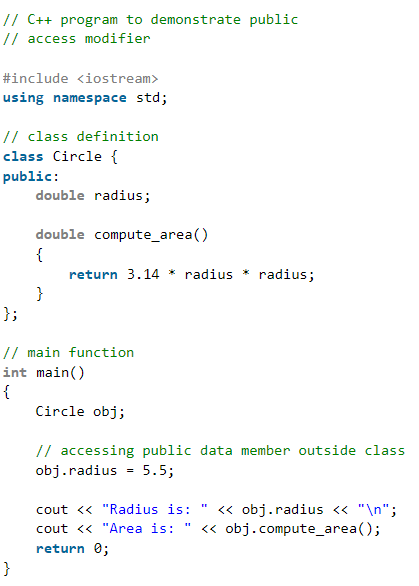 // C++ program to demonstrate public
// access modifier
#include <iostream>
using namespace std;
// class definition
class Circle {
public:
    double radius;
    double compute_area()
    {
        return 3.14 * radius * radius;
    }
};
// main function
int main()
{
    Circle obj;
    // accessing public data member outside class
    obj.radius = 5.5;
    cout << "Radius is: " << obj.radius << "\n";
    cout << "Area is: " << obj.compute_area();
    return 0;
}